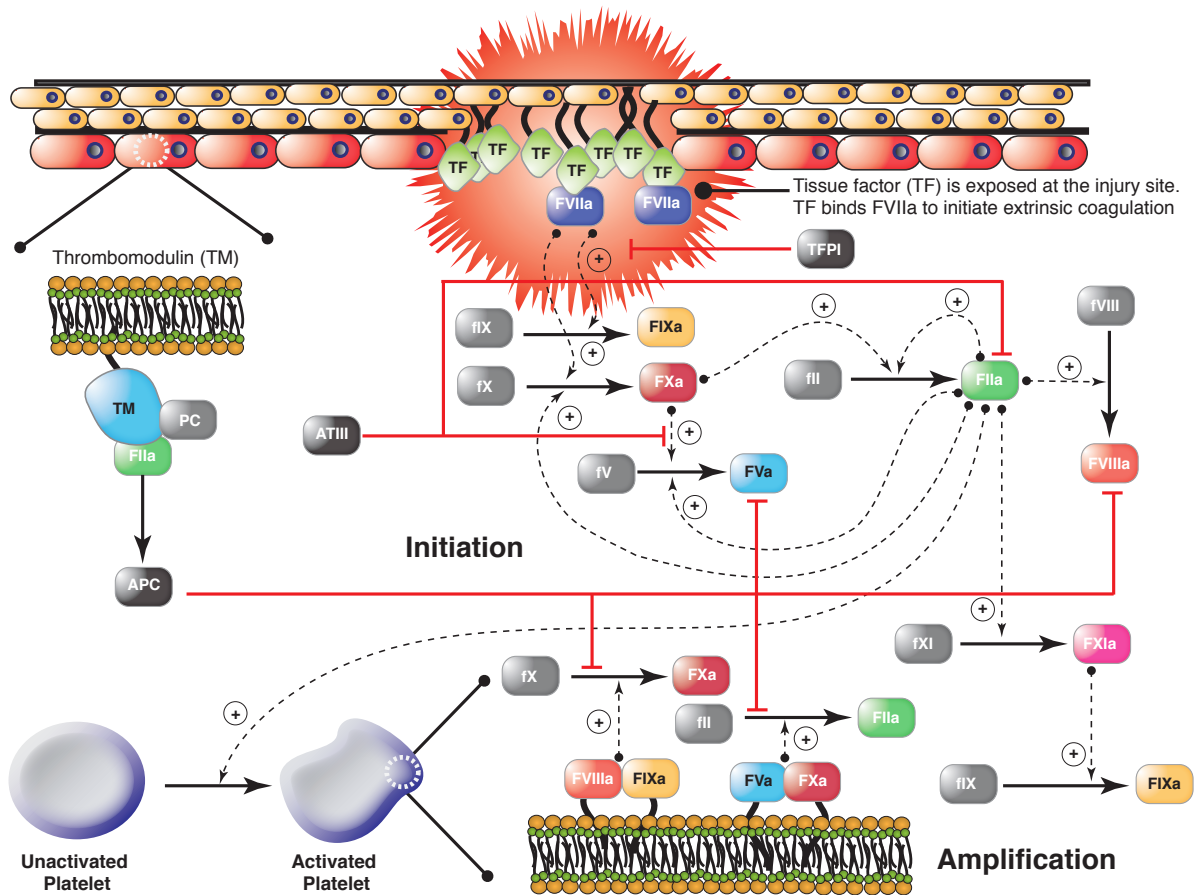 TF
TF
TF
TF
TF
TF
TF
TF
FVIIa
FVIIa
Tissue factor (TF) is exposed at the injury site.
TF binds FVIIa to initiate extrinsic coagulation
Thrombomodulin (TM)
TFPI
+
fIX
FIXa
+
fVIII
+
+
fX
FXa
fII
FIIa
+
TM
PC
FIIa
ATIII
+
+
fV
FVa
FVIIIa
+
Initiation
APC
+
fXI
FXIa
fX
FXa
+
fII
FIIa
+
+
+
FVIIIa
FIXa
FVa
FXa
fIX
FIXa
Unactivated
Platelet
Activated
Platelet
Amplification